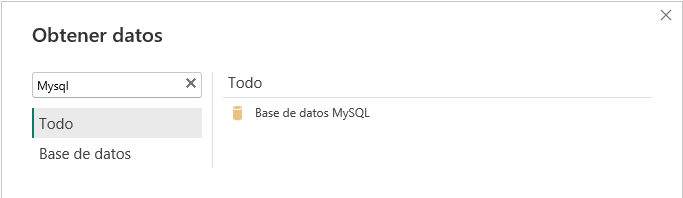 Obtener datos
Mysql
Todo
Base de datos
Todo
Base de datos MySQL